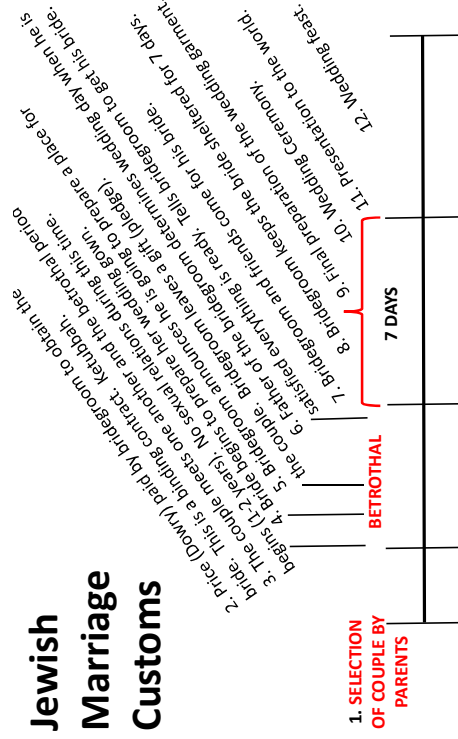 Jewish
Marriage
Customs
1. SELECTION
OF COUPLE BY
PARENTS
2. Price (Dowry) paid by bridegroom to obtain the
bride. This is a binding contract. Ketubbah.
3. The couple meets one another and the betrothal period
begins (1-2 years). No sexual relations during this time.
4. Bride begins to prepare her wedding gown.
5. Bridegroom announces he is going to prepare a place for
the couple. Bridegroom leaves a gift (pledge).
6. Father of the bridegroom determines wedding day when he is
satisfied everything is ready. Tells bridegroom to get his bride.
7. Bridegroom and friends come for his bride.
8. Bridegroom keeps the bride sheltered for 7 days.
9. Final preparation of the wedding garment
10. Wedding Ceremony.
11. Presentation to the world.
12. Wedding feast.
BETROTHAL
7 DAYS